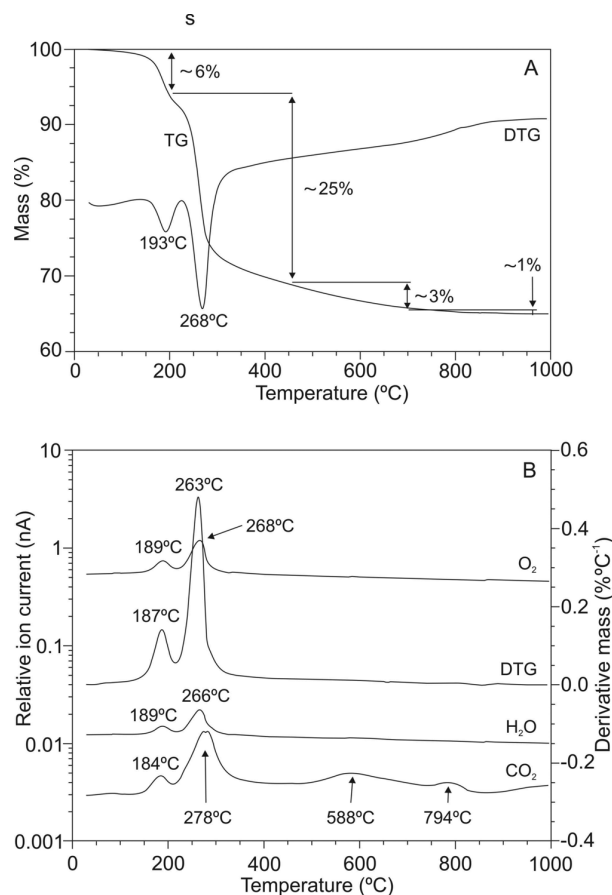 s
100
90
80
70
60
Mass (%)
A
~6%
TG
DTG
~25%
193ºC
268ºC
~3%
~1%
0 200 400 600 800 1000
Temperature (ºC)
B
10
1
0.1
0.01
0.001
Relative ion current (nA)
0.6
0.4
0.2
0.0
-0.2
-0.4
Derivative mass (%ºC⁻¹)
263ºC
268ºC
189ºC
O₂
187ºC
DTG
266ºC
189ºC
H₂O
184ºC
CO₂
278ºC
588ºC
794ºC
0 200 400 600 800 1000
Temperature (ºC)